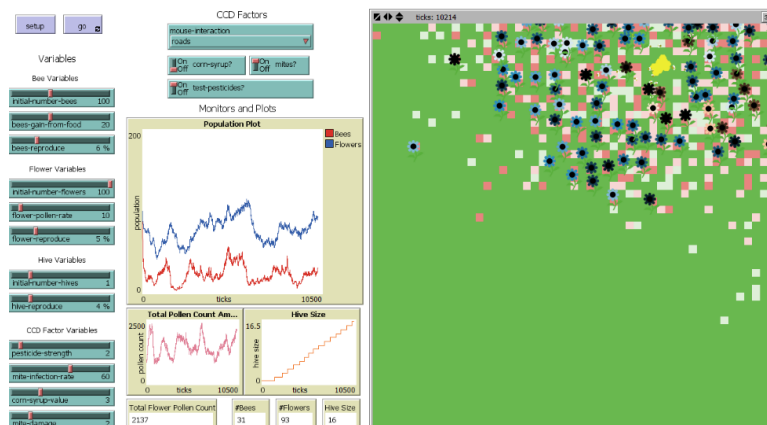 setup
go
Variables
Bee Variables
initial-number-bees 100
bees-gain-from-food 20
bees-reproduce 6 %
Flower Variables
initial-number-flowers 100
flower-pollen-rate 10
flower-reproduce 5 %
Hive Variables
initial-number-hives 1
hive-reproduce 4 %
CCD Factor Variables
pesticide-strength 2
mite-infection-rate 60
corn-syrup-value 3
mite-damage 2
CCD Factors
mouse-interaction
roads
On
Off
corn-syrup?
On
Off
mites?
On
Off
test-pesticides?
Monitors and Plots
Population Plot
200
population
0
0
ticks
10500
Bees
Flowers
Total Pollen Count Am...
2500
pollen count
0
0
ticks
10500
Hive Size
16.5
hive size
0
0
ticks
10500
Total Flower Pollen Count
2137
#Bees
31
#Flowers
93
Hive Size
16
ticks: 10214